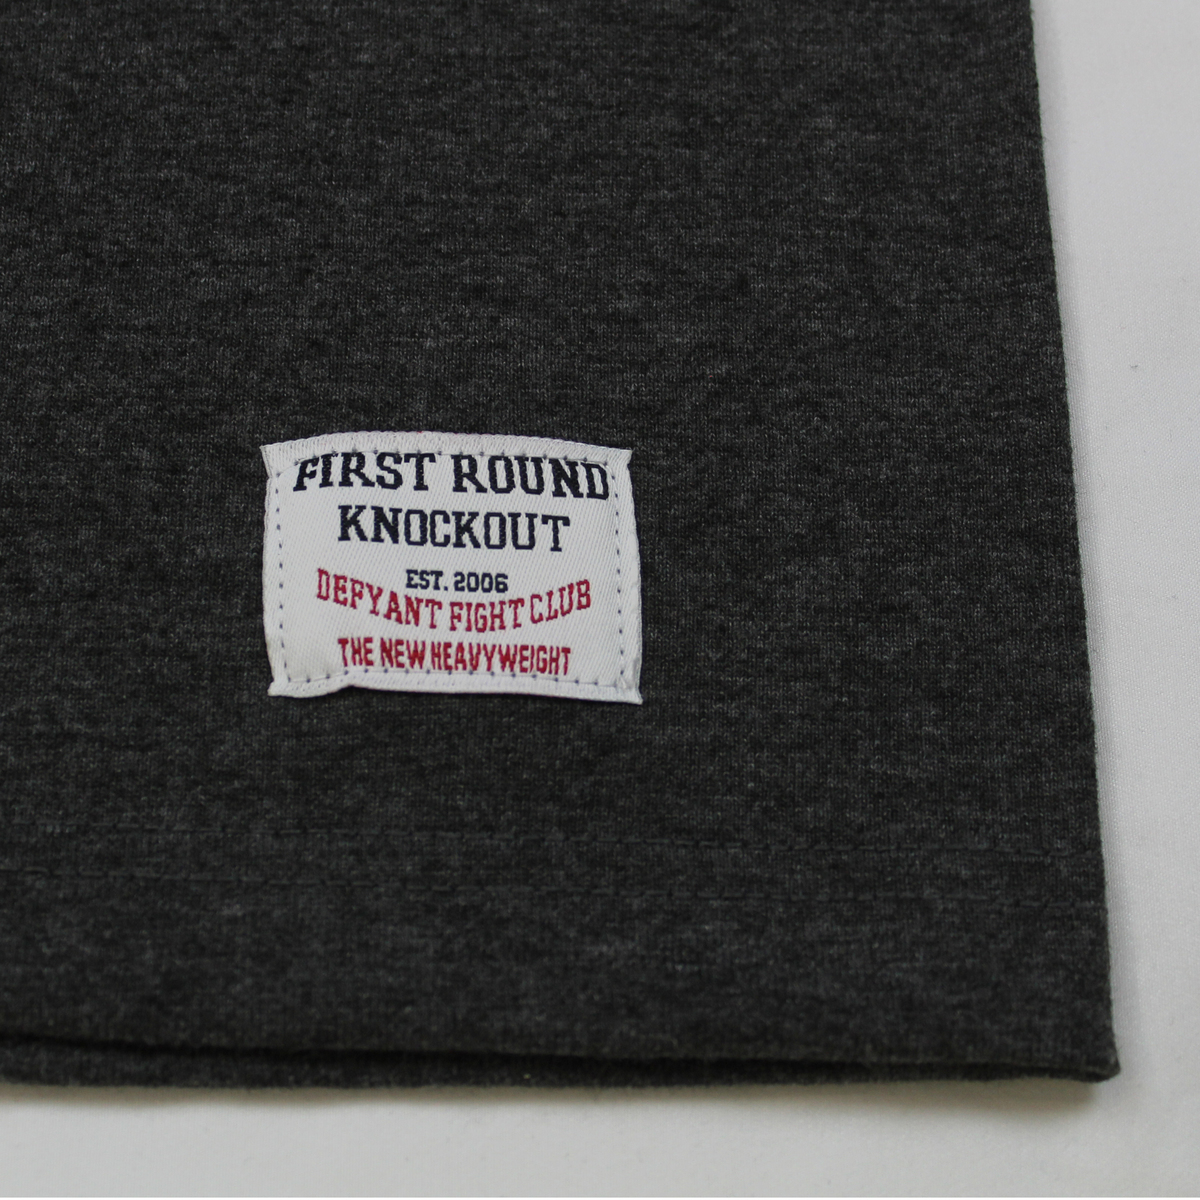 FIRST ROUND
KNOCKOUT
EST. 2006
DEFYANT FIGHT CLUB
THE NEW HEAVYWEIGHT